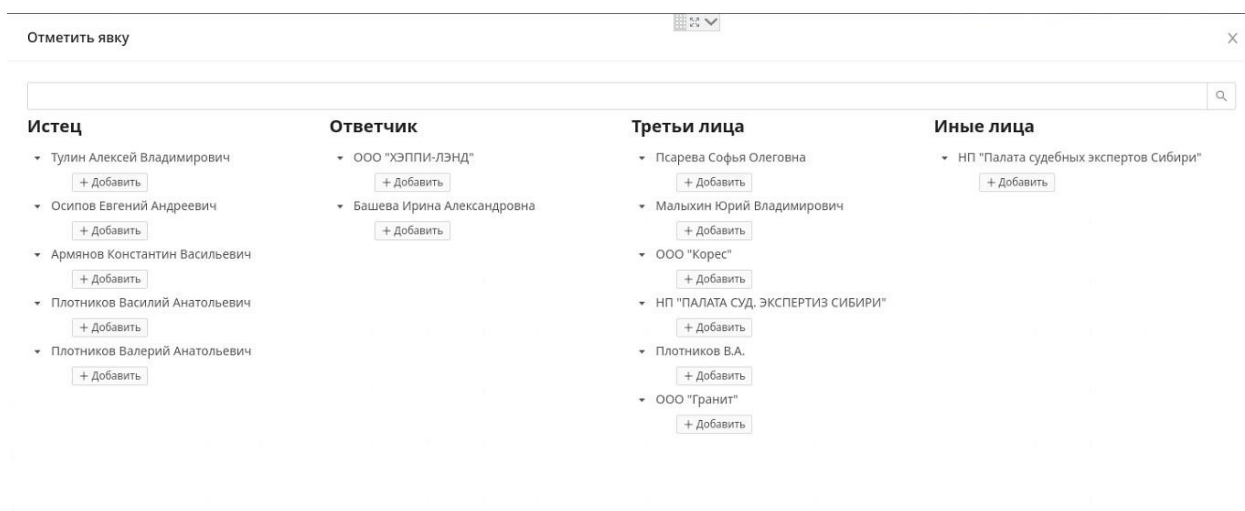 Отметить явку
Истец
Тулин Алексей Владимирович
+ Добавить
Осипов Евгений Андреевич
+ Добавить
Армянов Константин Васильевич
+ Добавить
Плотников Василий Анатольевич
+ Добавить
Плотников Валерий Анатольевич
+ Добавить
Ответчик
ООО "ХЭППИ-ЛЭНД"
+ Добавить
Башева Ирина Александровна
+ Добавить
Третьи лица
Псарева Софья Олеговна
+ Добавить
Малыхин Юрий Владимирович
+ Добавить
ООО "Корес"
+ Добавить
НП "ПАЛАТА СУД. ЭКСПЕРТИЗ СИБИРИ"
+ Добавить
Плотников В.А.
+ Добавить
ООО "Гранит"
+ Добавить
Иные лица
НП "Палата судебных экспертов Сибири"
+ Добавить